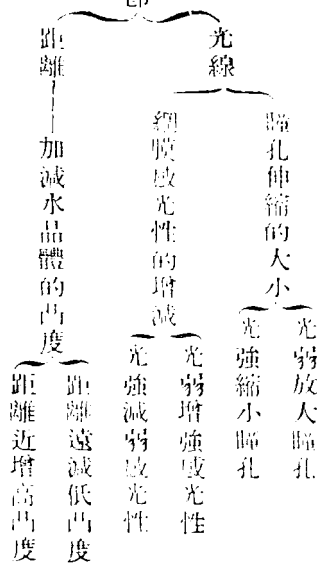 光線
瞳孔伸縮的大小
光弱放大瞳孔
光強縮小瞳孔
網膜感光性的增減
光弱增強感光性
光強減弱感光性
距離——加減水晶體的凸度
距離遠減低凸度
距離近增高凸度